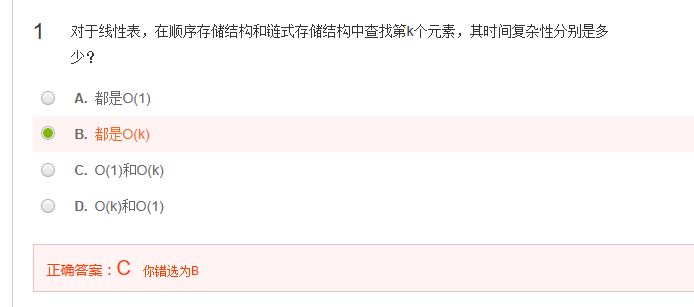 1 对于线性表，在顺序存储结构和链式存储结构中查找第k个元素，其时间复杂性分别是多
少？
A. 都是O(1)
B. 都是O(k)
C. O(1)和O(k)
D. O(k)和O(1)
正确答案：C 你错选为B